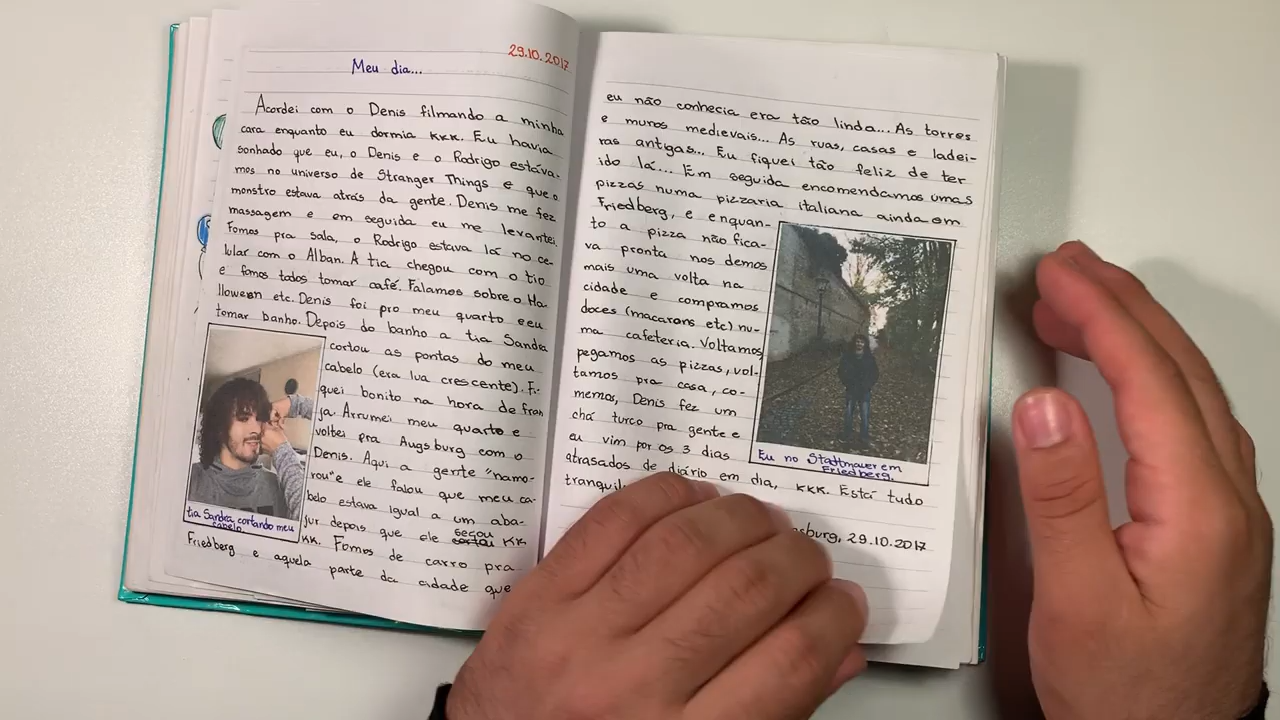 29.10.2017
Meu dia...
Acordei com o Denis filmando a minha
cara enquanto eu dormia kkk. Eu havia
sonhado que eu, o Denis e o Rodrigo estáva-
mos no universo de Stranger Things e que o
monstro estava atrás da gente. Denis me fez
massagem e em seguida eu me levantei.
Fomos pra sala, o Rodrigo estava lá no ce-
lular com o Alban. A tia chegou com o tio
e fomos todos tomar café. Falamos sobre o Ha-
lloween etc. Denis foi pro meu quarto e eu
tomar banho. Depois do banho a tia Sandra
cortou as pontas do meu
cabelo (era lua crescente). Fi-
quei bonito na hora de fran
ja. Arrumei meu quarto e
voltei pra Augsburg com o
Denis. Aqui a gente "namo-
rou" e ele falou que meu ca-
belo estava igual a um aba-
jur depois que ele secou cortou kk
kk. Fomos de carro pra
Friedberg e aquela parte da cidade que
tia Sandra cortando meu
cabelo
eu não conhecia era tão linda... As torres
e muros medievais... As ruas, casas e ladei-
ras antigas... Eu fiquei tão feliz de ter
ido lá... Em seguida encomendamos umas
pizzas numa pizzaria italiana ainda em
Friedberg, e enquan-
to a pizza não fica-
va pronta nos demos
mais uma volta na
cidade e compramos
doces (macarons etc) nu-
ma cafeteria. Voltamos
pegamos as pizzas, vol-
tamos pra casa, co-
memos, Denis fez um
chá turco pra gente e
eu vim por os 3 dias
atrasados de diário em dia, kkk. Está tudo
tranquil
sburg, 29.10.2017
Eu no Stadtmauer em
Friedberg.